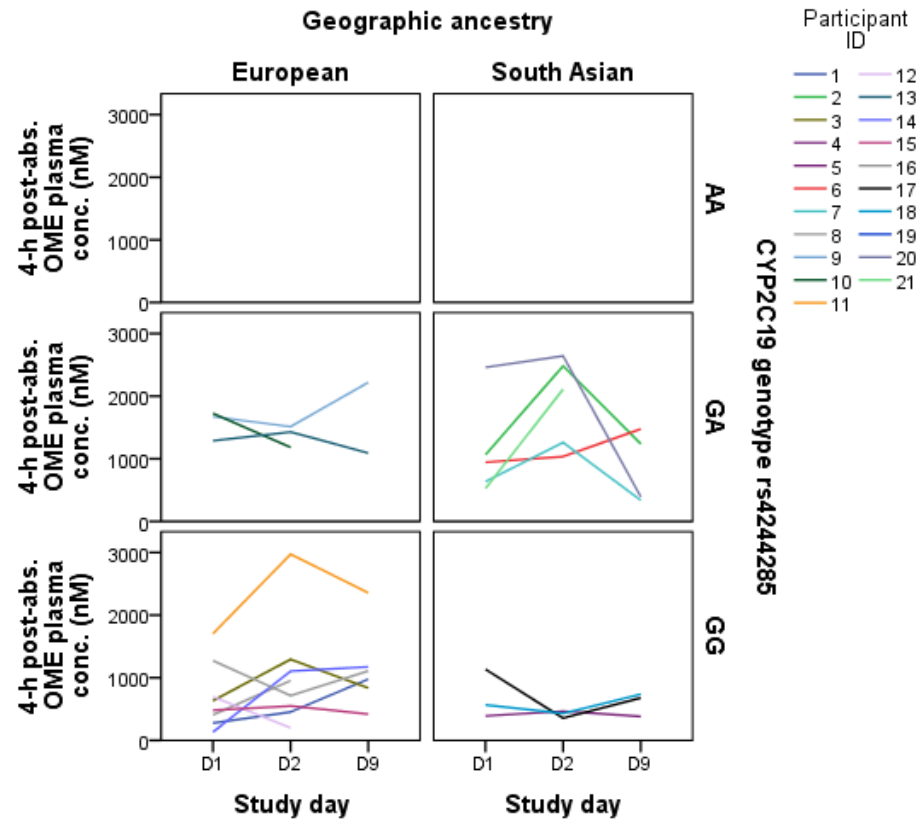 Geographic ancestry
European South Asian
4-h post-abs.
OME plasma
conc. (nM)
3000
2000
1000
0
AA
4-h post-abs.
OME plasma
conc. (nM)
3000
2000
1000
0
GA
4-h post-abs.
OME plasma
conc. (nM)
3000
2000
1000
0
GG
D1 D2 D9 D1 D2 D9
Study day Study day
CYP2C19 genotype rs4244285
Participant
ID
1 12
2 13
3 14
4 15
5 16
6 17
7 18
8 19
9 20
10 21
11